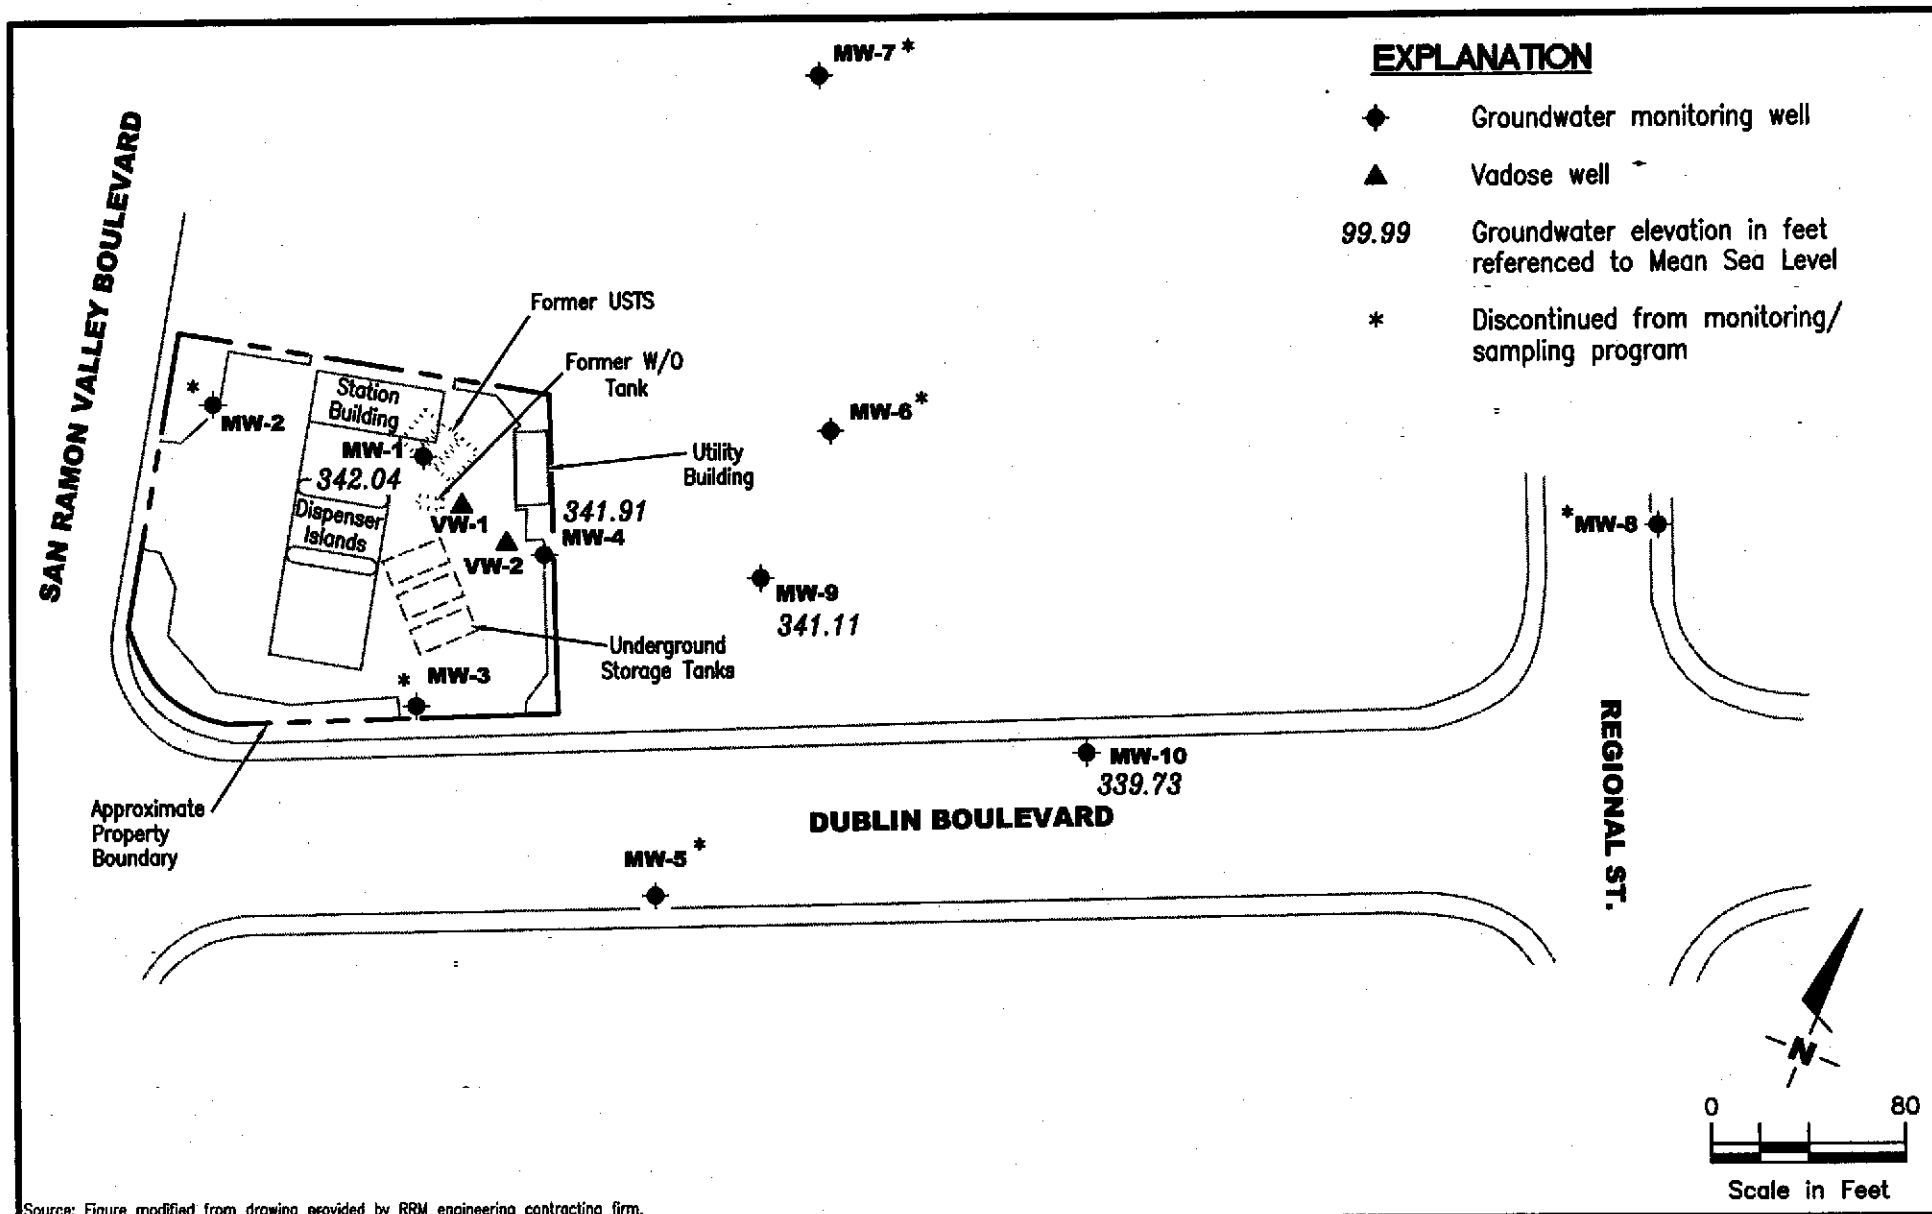 MW-7 *
EXPLANATION
Groundwater monitoring well
Vadose well
99.99 Groundwater elevation in feet
referenced to Mean Sea Level
* Discontinued from monitoring/
sampling program
SAN RAMON VALLEY BOULEVARD
Former USTS
Former W/O
Tank
*
MW-2
Station
Building
MW-1
342.04
Dispenser
Islands
VW-1
VW-2
Utility
Building
341.91
MW-4
MW-6 *
MW-9
341.11
* MW-8
Underground
Storage Tanks
* MW-3
Approximate
Property
Boundary
MW-10
339.73
DUBLIN BOULEVARD
MW-5 *
REGIONAL ST.
N
0 80
Scale in Feet
Source: Figure modified from drawing provided by RRM engineering contracting firm.